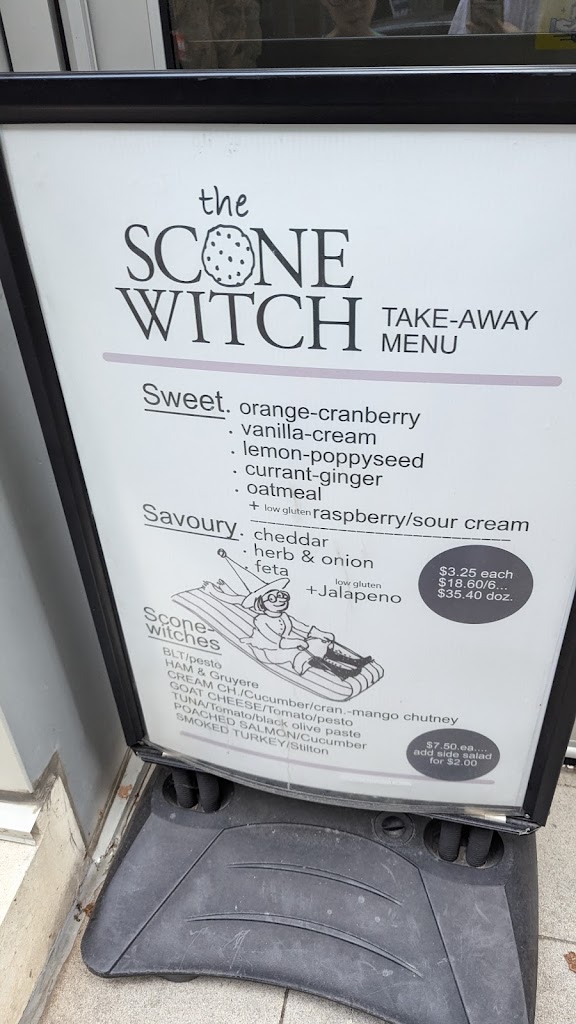 the
SCONE
WITCH
TAKE-AWAY
MENU
Sweet. orange-cranberry
. vanilla-cream
. lemon-poppyseed
. currant-ginger
. oatmeal
+ low gluten raspberry/sour cream
Savoury. cheddar
. herb & onion
. feta
low gluten
+Jalapeno
$3.25 each
$18.60/6...
$35.40 doz.
Scone-
witches
BLT/pesto
HAM & Gruyere
CREAM CH./Cucumber/cran.-mango chutney
GOAT CHEESE/Tomato/pesto
TUNA/Tomato/black olive paste
POACHED SALMON/Cucumber
SMOKED TURKEY/Stilton
$7.50.ea....
add side salad
for $2.00